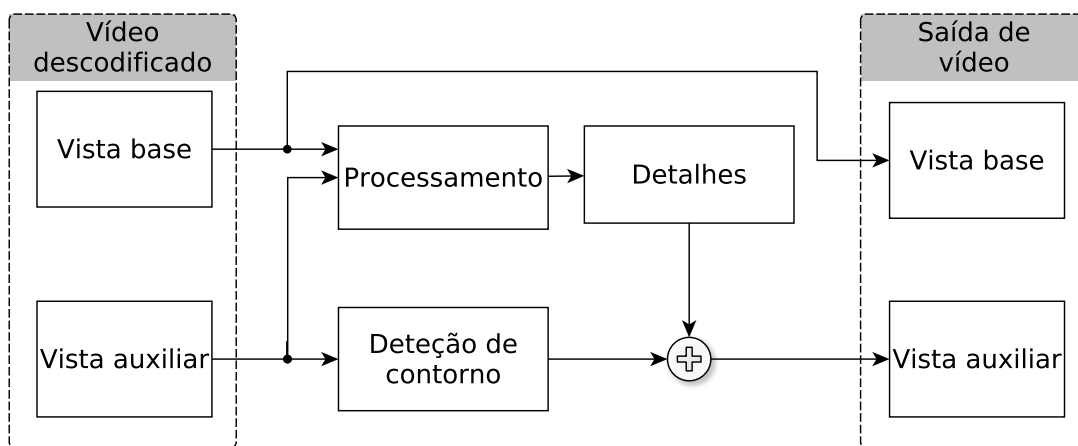 Vídeo
descodificado
Saída de
vídeo
Vista base
Processamento
Detalhes
Vista base
Vista auxiliar
Deteção de
contorno
Vista auxiliar